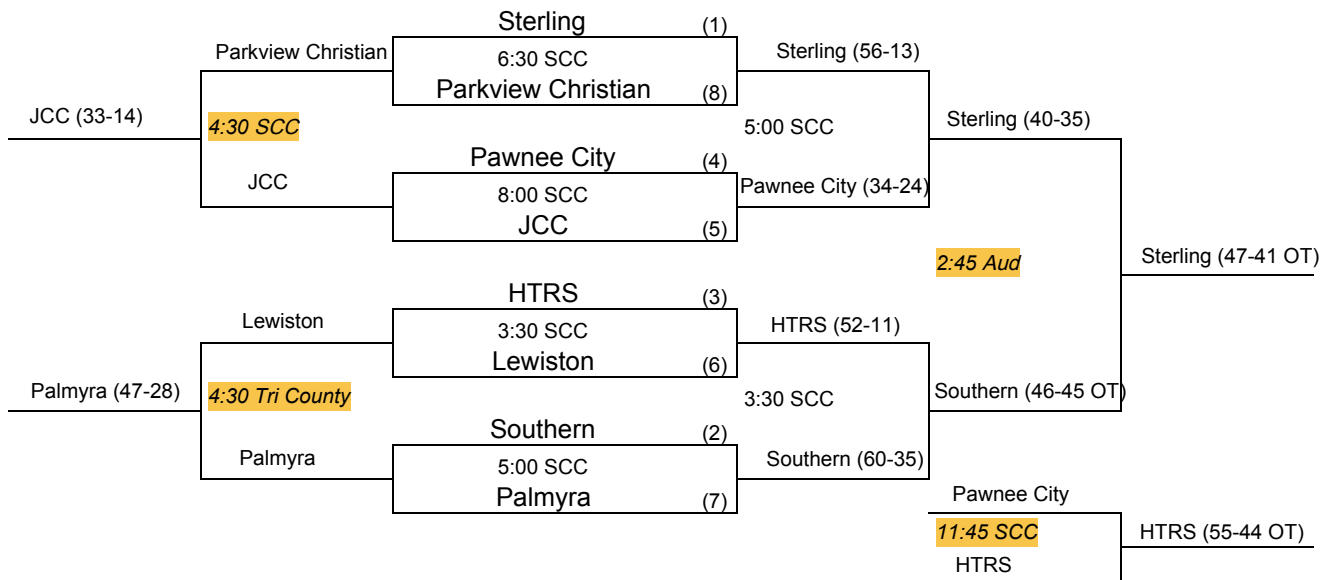 Sterling (1)
Parkview Christian
6:30 SCC
Sterling (56-13)
Parkview Christian (8)
JCC (33-14)
4:30 SCC
5:00 SCC
Sterling (40-35)
Pawnee City (4)
JCC
8:00 SCC
Pawnee City (34-24)
JCC (5)
2:45 Aud
Sterling (47-41 OT)
HTRS (3)
Lewiston
3:30 SCC
HTRS (52-11)
Lewiston (6)
Palmyra (47-28)
4:30 Tri County
3:30 SCC
Southern (46-45 OT)
Southern (2)
Palmyra
5:00 SCC
Southern (60-35)
Palmyra (7)
Pawnee City
11:45 SCC
HTRS (55-44 OT)
HTRS